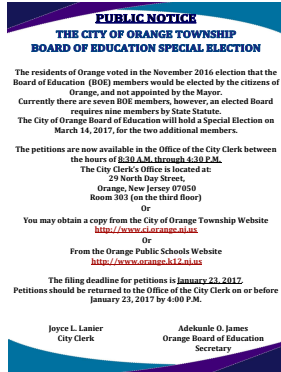 PUBLIC NOTICE
THE CITY OF ORANGE TOWNSHIP
BOARD OF EDUCATION SPECIAL ELECTION
The residents of Orange voted in the November 2016 election that the
Board of Education (BOE) members would be elected by the citizens of
Orange, and not appointed by the Mayor.
Currently there are seven BOE members, however, an elected Board
requires nine members by State Statute.
The City of Orange Board of Education will hold a Special Election on
March 14, 2017, for the two additional members.
The petitions are now available in the Office of the City Clerk between
the hours of 8:30 A.M. through 4:30 P.M.
The City Clerk's Office is located at:
29 North Day Street,
Orange, New Jersey 07050
Room 303 (on the third floor)
Or
You may obtain a copy from the City of Orange Township Website
http://www.ci.orange.nj.us
Or
From the Orange Public Schools Website
http://www.orange.k12.nj.us
The filing deadline for petitions is January 23, 2017.
Petitions should be returned to the Office of the City Clerk on or before
January 23, 2017 by 4:00 P.M.
Joyce L. Lanier Adekunle O. James
City Clerk Orange Board of Education
Secretary